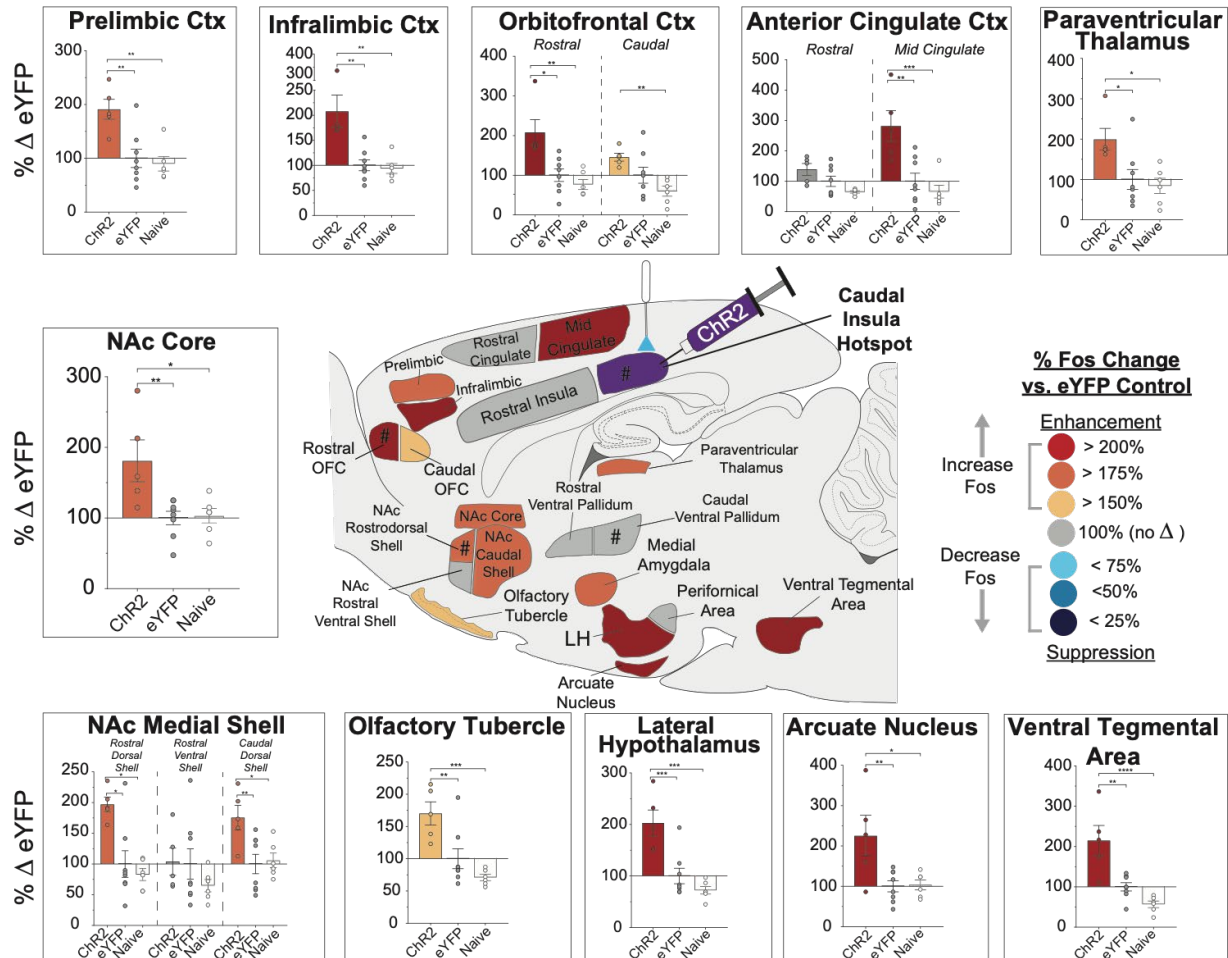 Prelimbic Ctx
% Δ eYFP
300
200
100
0
**
**
ChR2
eYFP
Naive
Infralimbic Ctx
400
300
300
250
200
150
100
50
0
**
**
ChR2
eYFP
Naive
Orbitofrontal Ctx
Rostral
Caudal
400
300
200
100
0
**
*
**
ChR2
eYFP
Naive
ChR2
eYFP
Naive
Anterior Cingulate Ctx
Rostral
Mid Cingulate
500
400
300
200
100
0
***
**
ChR2
eYFP
Naive
ChR2
eYFP
Naive
Paraventricular
Thalamus
400
300
200
100
0
*
*
ChR2
eYFP
Naive
NAc Core
% Δ eYFP
300
200
100
0
*
**
ChR2
eYFP
Naive
ChR2
Caudal
Insula
Hotspot
Mid
Cingulate
Rostral
Cingulate
#
Prelimbic
Infralimbic
Rostral Insula
#
Rostral
OFC
Caudal
OFC
Paraventricular
Thalamus
Rostral
Ventral Pallidum
Caudal
Ventral Pallidum
NAc
Rostrodorsal
Shell
NAc Core
#
NAc
Caudal
Shell
#
Medial
Amygdala
NAc
Rostral
Ventral Shell
Olfactory
Tubercle
Perifornical
Area
Ventral Tegmental
Area
LH
Arcuate
Nucleus
% Fos Change
vs. eYFP Control
Enhancement
Increase
Fos
> 200%
> 175%
> 150%
100% (no Δ )
Decrease
Fos
< 75%
<50%
< 25%
Suppression
NAc Medial Shell
Rostral
Dorsal
Shell
Rostral
Ventral
Shell
Caudal
Dorsal
Shell
% Δ eYFP
250
200
150
100
50
0
*
*
*
**
ChR2
eYFP
Naive
ChR2
eYFP
Naive
ChR2
eYFP
Naive
Olfactory Tubercle
250
200
150
100
50
0
***
**
ChR2
eYFP
Naive
Lateral
Hypothalamus
300
200
100
0
***
***
ChR2
eYFP
Naive
Arcuate Nucleus
500
400
300
200
100
0
*
**
ChR2
eYFP
Naive
Ventral Tegmental
Area
400
300
200
100
0
****
**
ChR2
eYFP
Naive